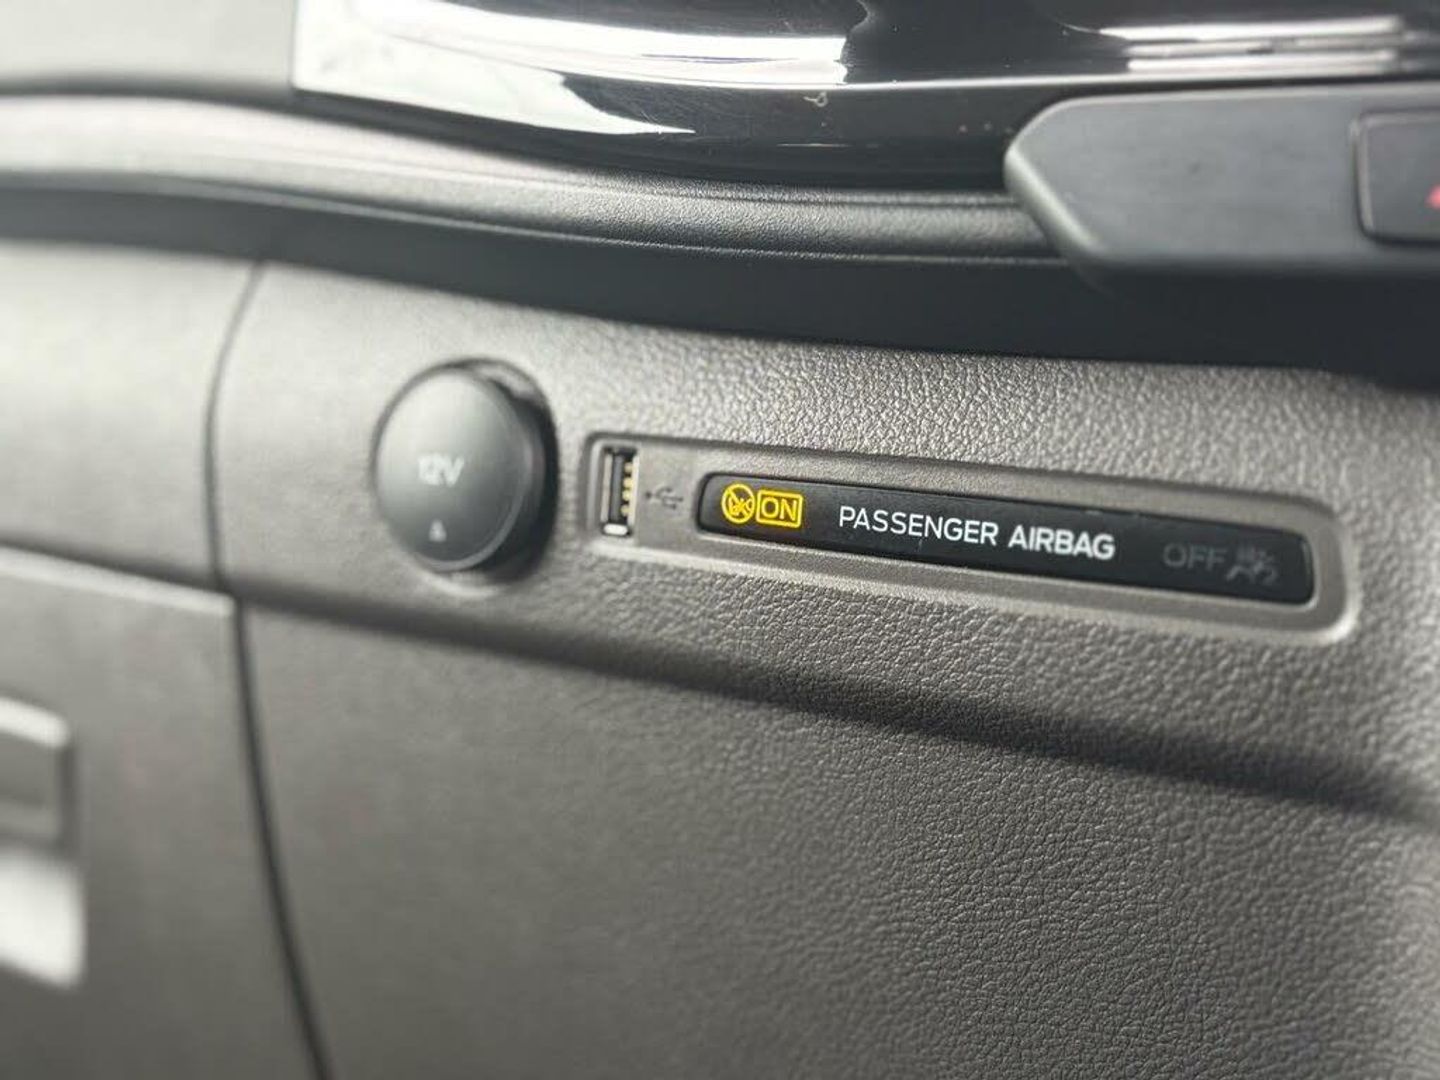 12V
ON PASSENGER AIRBAG OFF